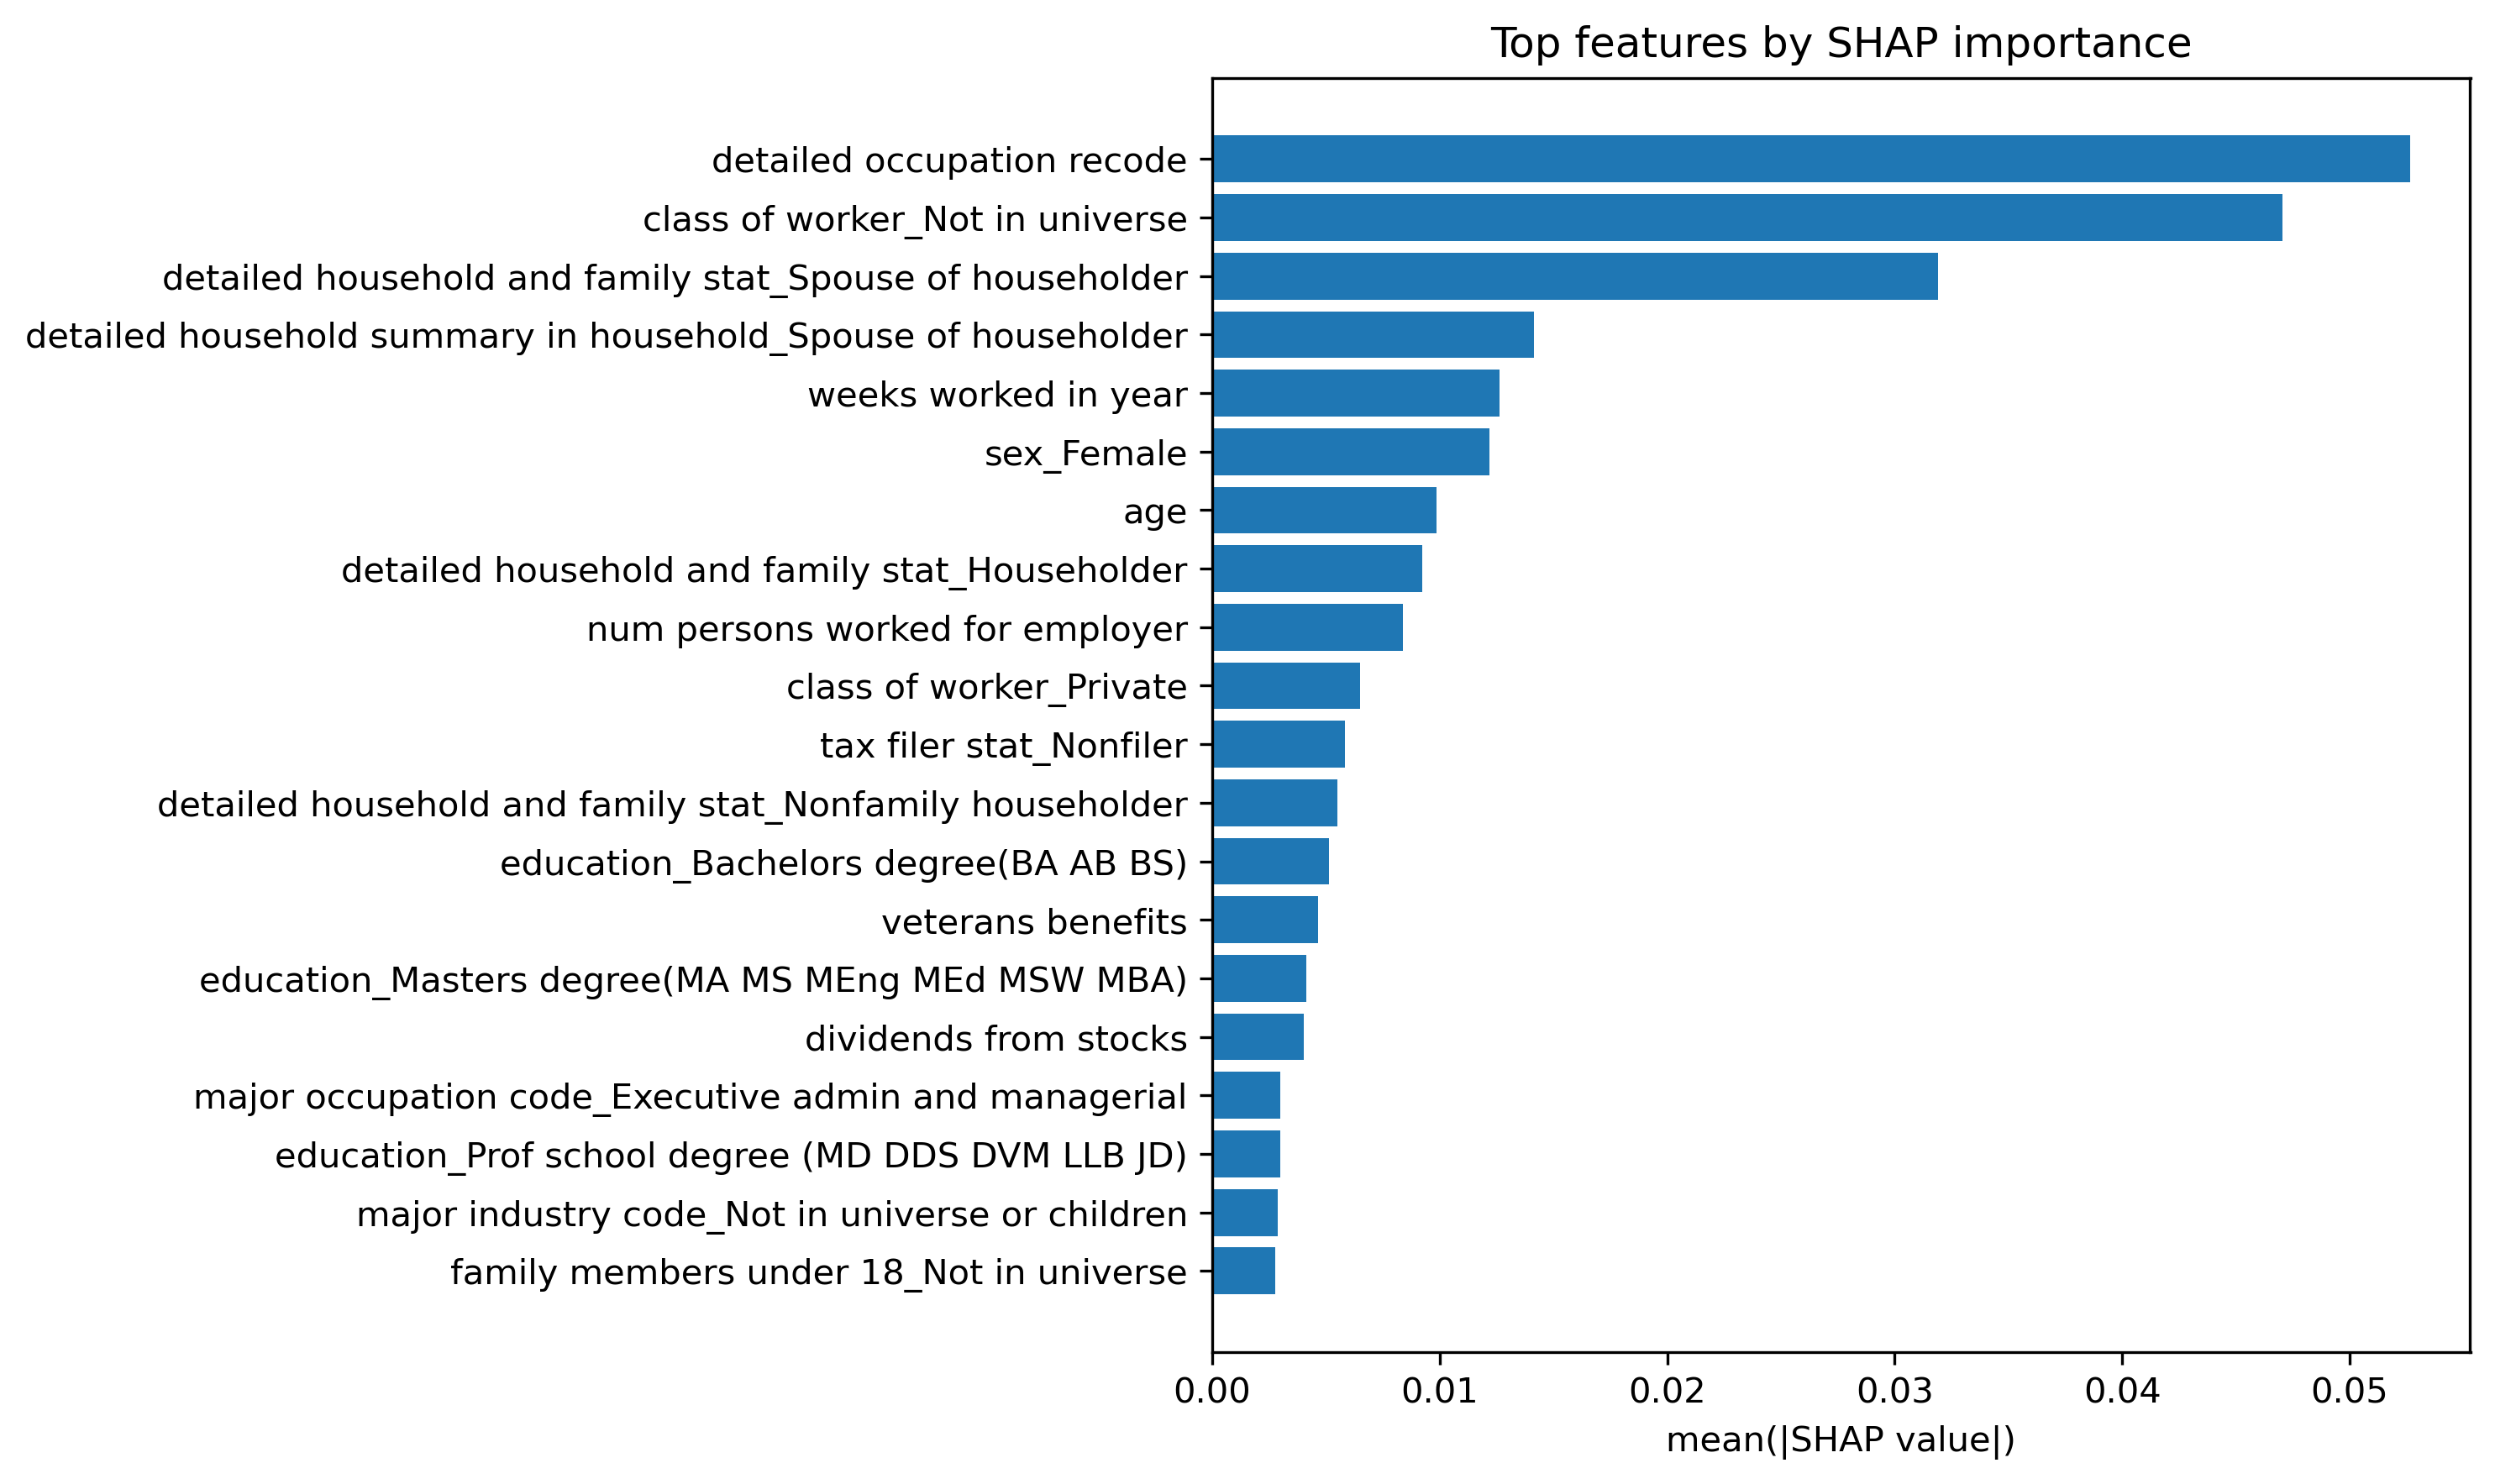 Top features by SHAP importance
detailed occupation recode
class of worker_Not in universe
detailed household and family stat_Spouse of householder
detailed household summary in household_Spouse of householder
weeks worked in year
sex_Female
age
detailed household and family stat_Householder
num persons worked for employer
class of worker_Private
tax filer stat_Nonfiler
detailed household and family stat_Nonfamily householder
education_Bachelors degree(BA AB BS)
veterans benefits
education_Masters degree(MA MS MEng MEd MSW MBA)
dividends from stocks
major occupation code_Executive admin and managerial
education_Prof school degree (MD DDS DVM LLB JD)
major industry code_Not in universe or children
family members under 18_Not in universe
0.00 0.01 0.02 0.03 0.04 0.05
mean(|SHAP value|)